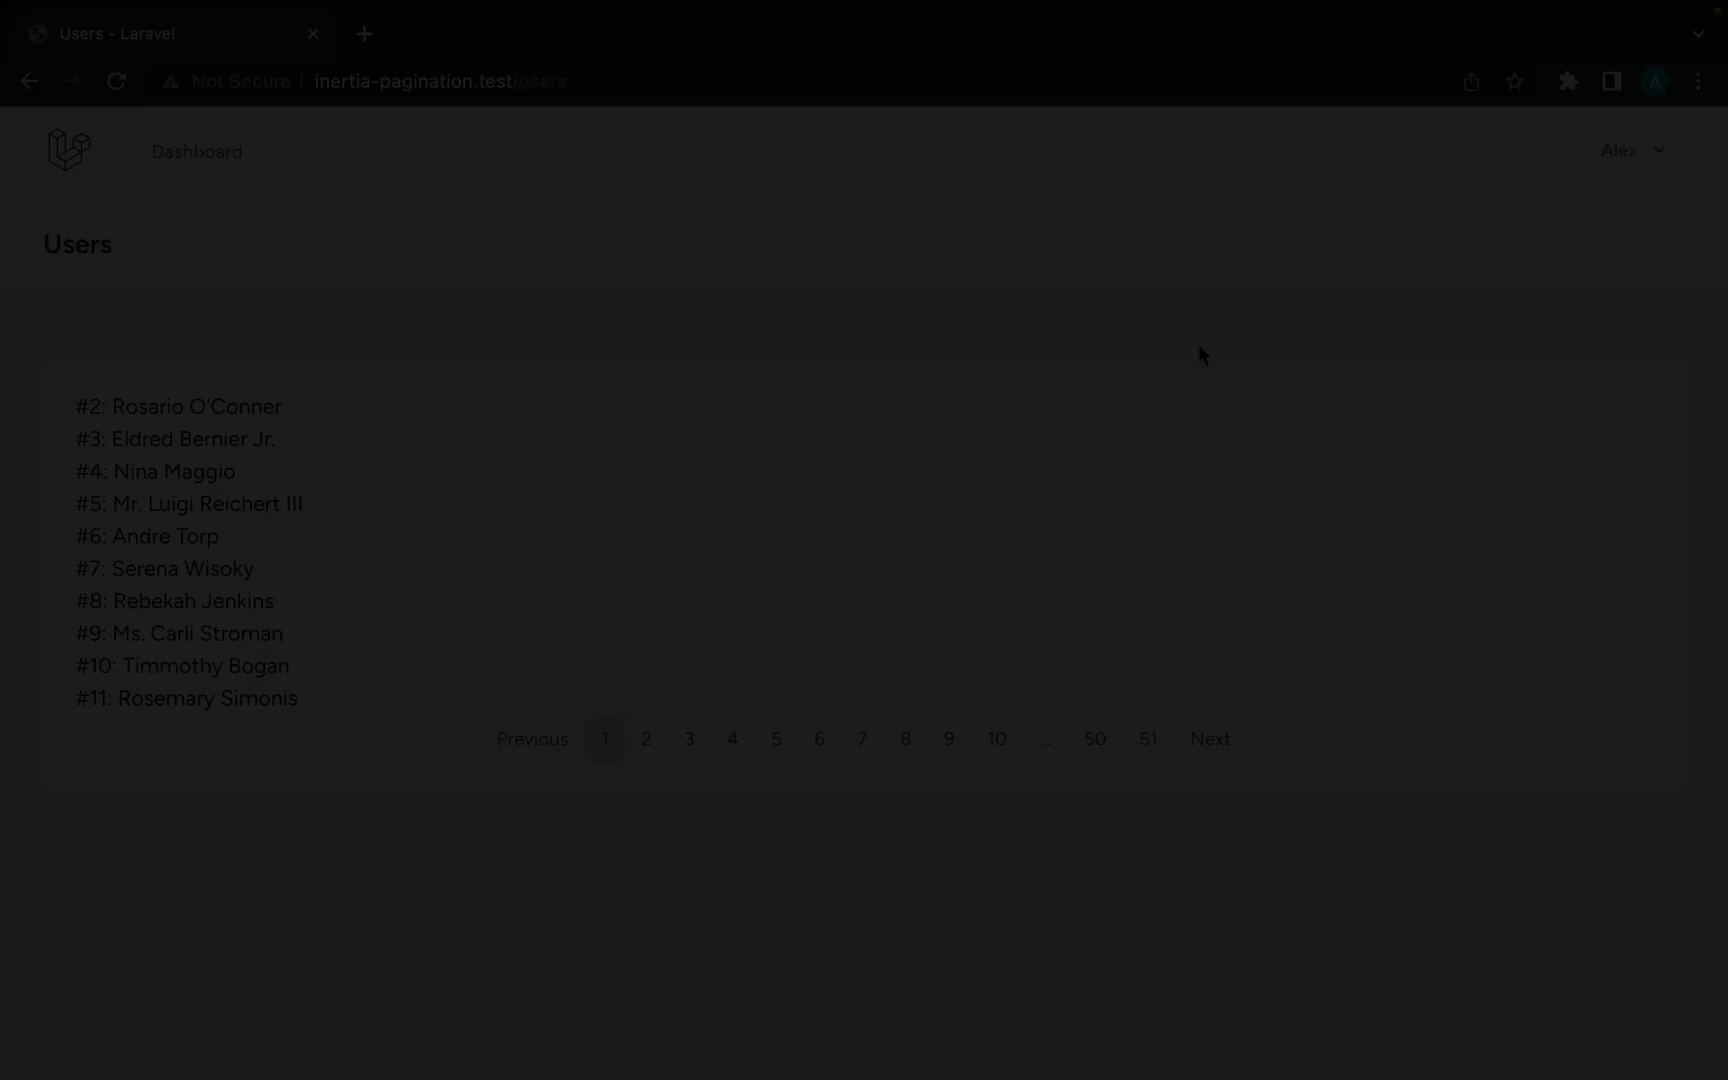 Users - Laravel
Not Secure inertia-pagination.test/users
A
Dashboard
Alex
Users
#2: Rosario O'Conner
#3: Eldred Bernier Jr.
#4: Nina Maggio
#5: Mr. Luigi Reichert III
#6: Andre Torp
#7: Serena Wisoky
#8: Rebekah Jenkins
#9: Ms. Carli Stroman
#10: Timmothy Bogan
#11: Rosemary Simonis
Previous 1 2 3 4 5 6 7 8 9 10 ... 50 51 Next